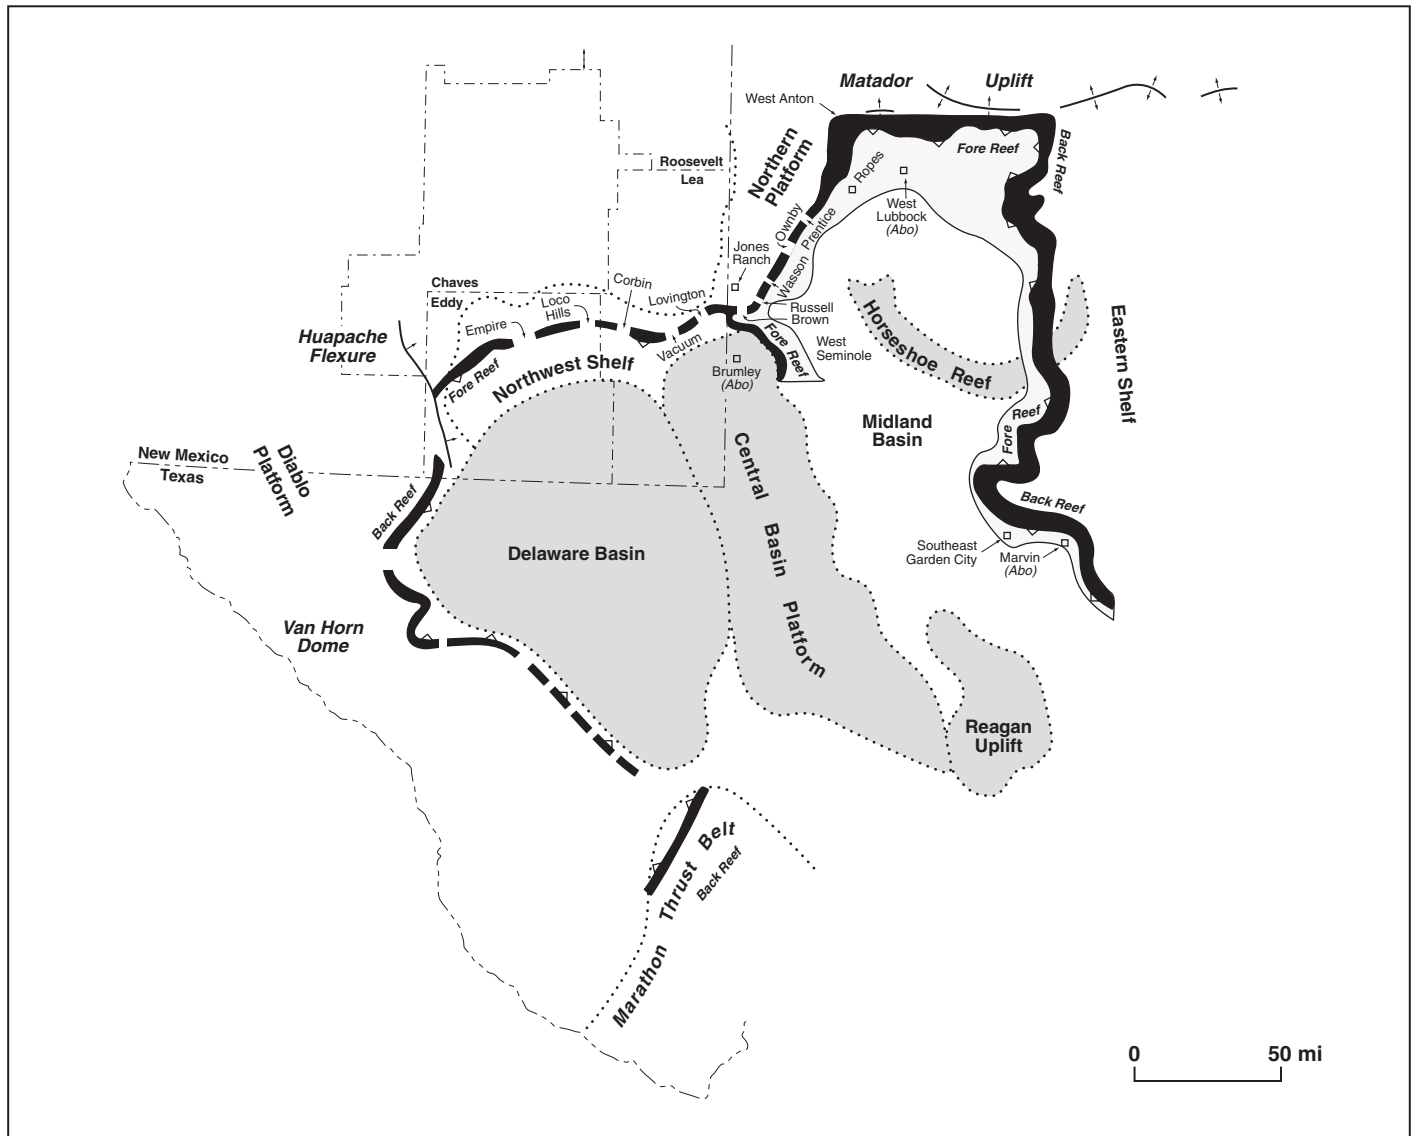 Matador Uplift
West Anton
Northern
Platform
Back Reef
Fore Reef
Roosevelt
Lea
Ropes
West
Lubbock
(Abo)
Ownby
Prentice
Jones
Ranch
Wasson
Chaves
Eddy
Corbin
Loco
Hills
Lovington
Empire
Russell
Brown
Vacuum
Fore Reef
West
Seminole
Brumley
(Abo)
Huapache
Flexure
Fore Reef
Northwest Shelf
Horseshoe Reef
Eastern Shelf
Midland
Basin
Fore Reef
Central Basin Platform
New Mexico
Texas
Diablo
Platform
Back Reef
Delaware Basin
Back Reef
Southeast
Garden City
Marvin
(Abo)
Van Horn
Dome
Reagan
Uplift
Marathon Thrust Belt
Back Reef
0 50 mi